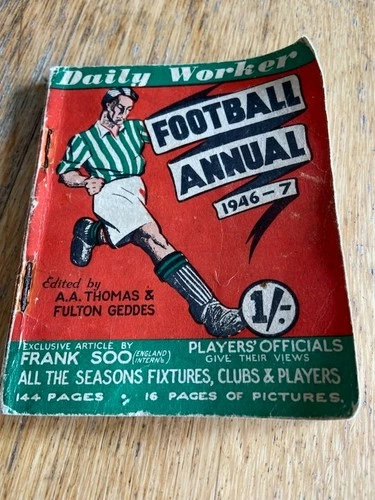 Daily Worker
FOOTBALL
ANNUAL
1946-7
Edited by
A.A. THOMAS &
FULTON GEDDES
1/-
EXCLUSIVE ARTICLE BY
FRANK SOO (ENGLAND INTERN'L)
PLAYERS' OFFICIALS
GIVE THEIR VIEWS
ALL THE SEASONS FIXTURES, CLUBS & PLAYERS
144 PAGES : 16 PAGES OF PICTURES.